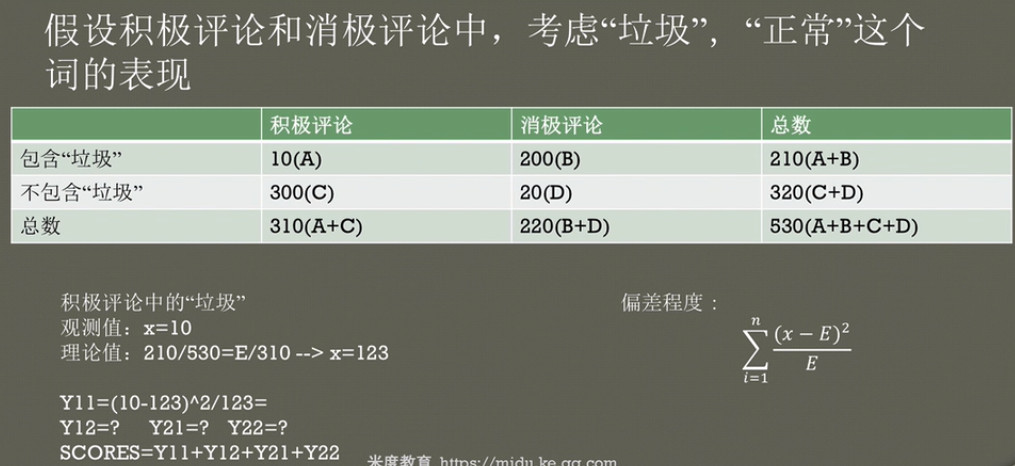 假设积极评论和消极评论中，考虑“垃圾”，“正常”这个
词的表现
积极评论 消极评论 总数
包含“垃圾” 10(A) 200(B) 210(A+B)
不包含“垃圾” 300(C) 20(D) 320(C+D)
总数 310(A+C) 220(B+D) 530(A+B+C+D)
积极评论中的“垃圾”
观测值：x=10
理论值：210/530=E/310 --> x=123
Y11=(10-123)^2/123=
Y12=? Y21=? Y22=?
SCORES=Y11+Y12+Y21+Y22
偏差程度：
n
∑ (x − E)² / E
i=1
米度教育 https://midu.ke.qq.com